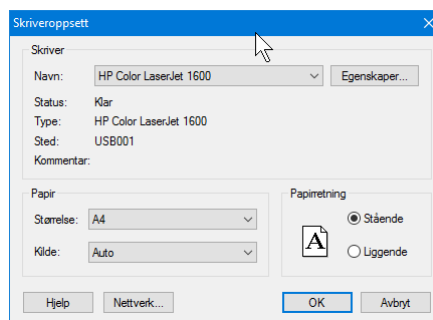 Skriveroppsett
Skriver
Navn: HP Color LaserJet 1600 Egenskaper...
Status: Klar
Type: HP Color LaserJet 1600
Sted: USB001
Kommentar:
Papir
Størrelse: A4
Kilde: Auto
Papirretning
A
Stående
Liggende
Hjelp Nettverk... OK Avbryt